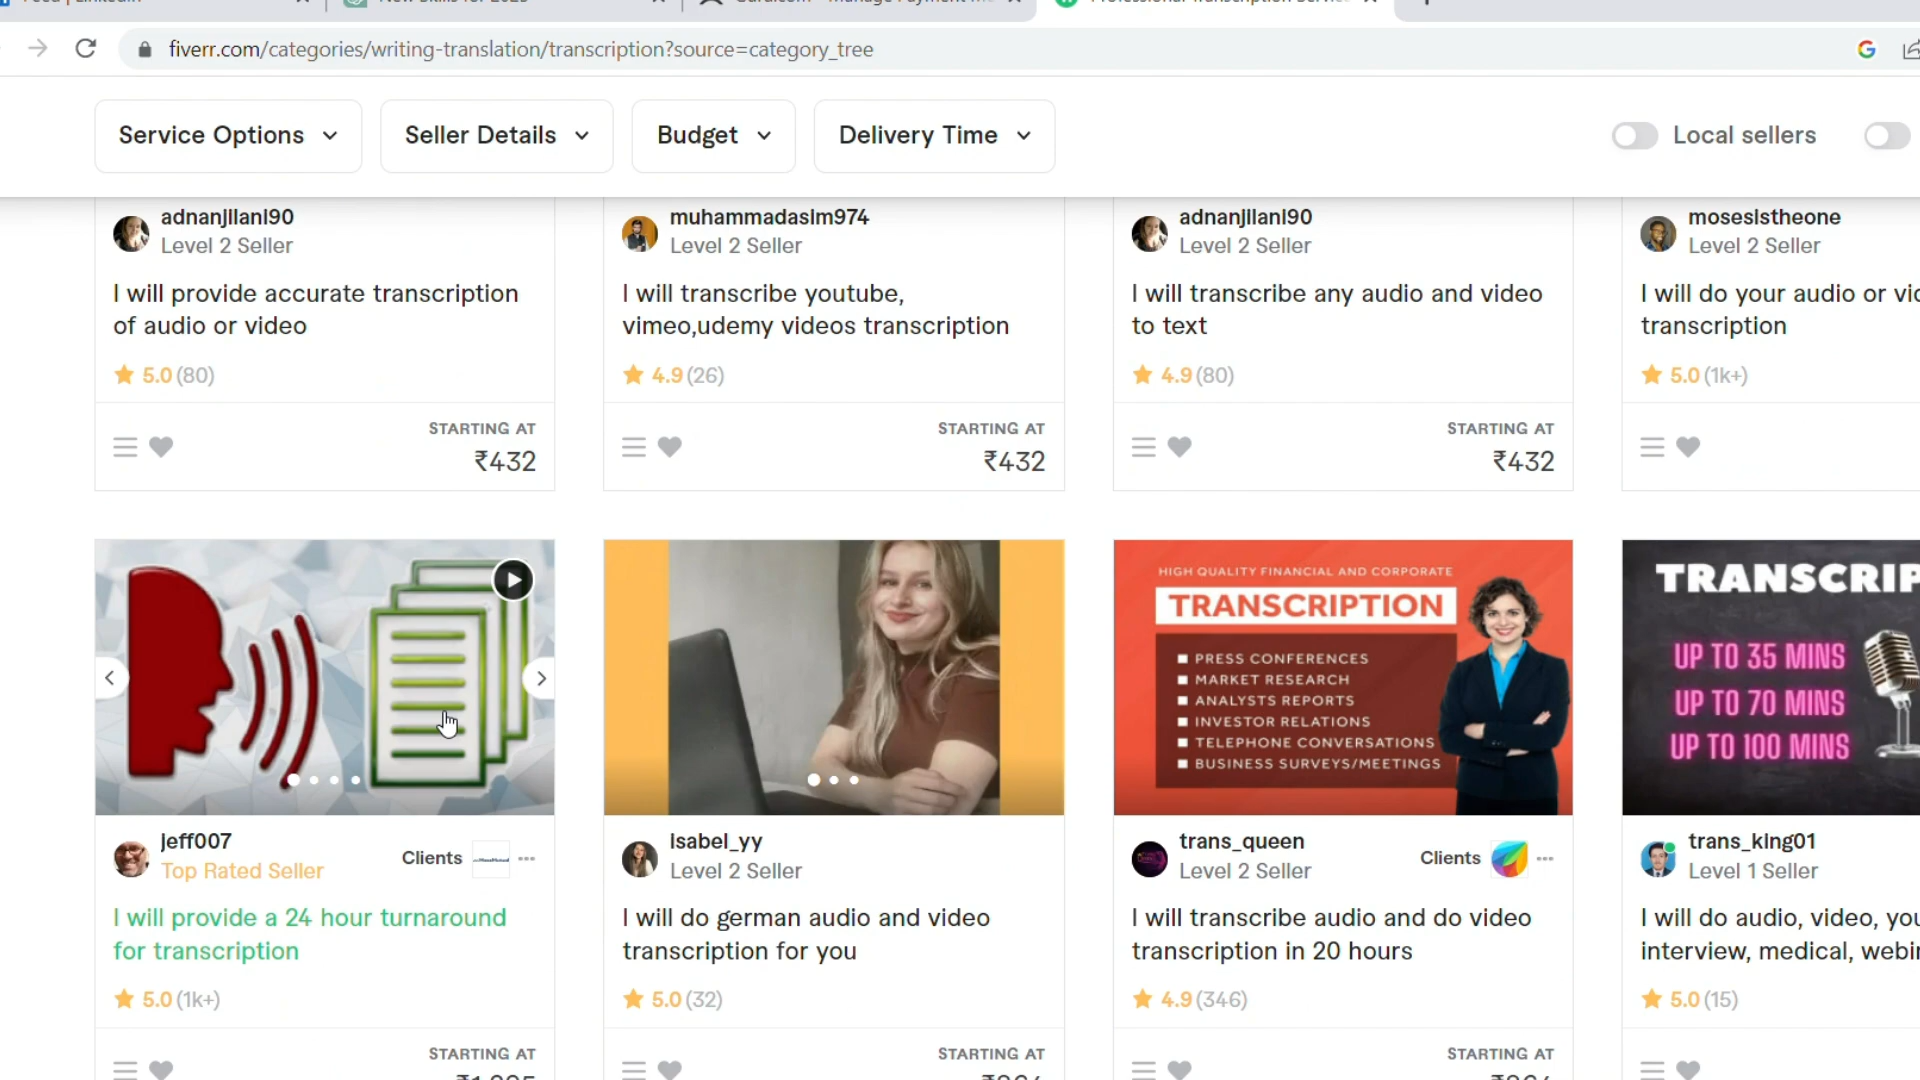 fiverr.com/categories/writing-translation/transcription?source=category_tree
Service Options
Seller Details
Budget
Delivery Time
Local sellers
adnanjilani90
Level 2 Seller
I will provide accurate transcription
of audio or video
5.0 (80)
STARTING AT
₹432
muhammadasim974
Level 2 Seller
I will transcribe youtube,
vimeo,udemy videos transcription
4.9 (26)
STARTING AT
₹432
adnanjilani90
Level 2 Seller
I will transcribe any audio and video
to text
4.9 (80)
STARTING AT
₹432
mosesistheone
Level 2 Seller
I will do your audio or
transcription
5.0 (1k+)
HIGH QUALITY FINANCIAL AND CORPORATE
TRANSCRIPTION
PRESS CONFERENCES
MARKET RESEARCH
ANALYSTS REPORTS
INVESTOR RELATIONS
TELEPHONE CONVERSATIONS
BUSINESS SURVEYS/MEETINGS
TRANSCRIP
UP TO 35 MINS
UP TO 70 MINS
UP TO 100 MINS
jeff007
Top Rated Seller
Clients
I will provide a 24 hour turnaround
for transcription
5.0 (1k+)
STARTING AT
isabel_yy
Level 2 Seller
I will do german audio and video
transcription for you
5.0 (32)
STARTING AT
trans_queen
Level 2 Seller
Clients
I will transcribe audio and do video
transcription in 20 hours
4.9 (346)
STARTING AT
trans_king01
Level 1 Seller
I will do audio, video,
interview, medical,
5.0 (15)